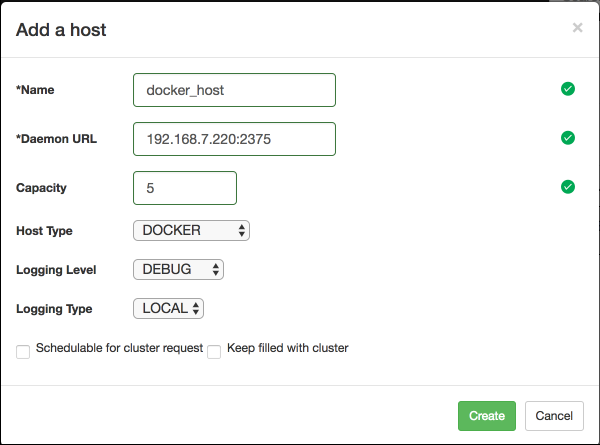 Add a host ×
*Name docker_host
*Daemon URL 192.168.7.220:2375
Capacity 5
Host Type DOCKER
Logging Level DEBUG
Logging Type LOCAL
Schedulable for cluster request Keep filled with cluster
Create Cancel